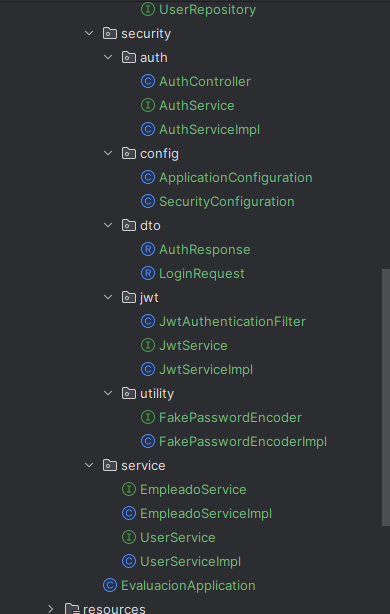 I UserRepository
security
auth
C AuthController
I AuthService
C AuthServiceImpl
config
C ApplicationConfiguration
C SecurityConfiguration
dto
R AuthResponse
R LoginRequest
jwt
C JwtAuthenticationFilter
I JwtService
C JwtServiceImpl
utility
I FakePasswordEncoder
C FakePasswordEncoderImpl
service
I EmpleadoService
C EmpleadoServiceImpl
I UserService
C UserServiceImpl
C EvaluacionApplication
resources